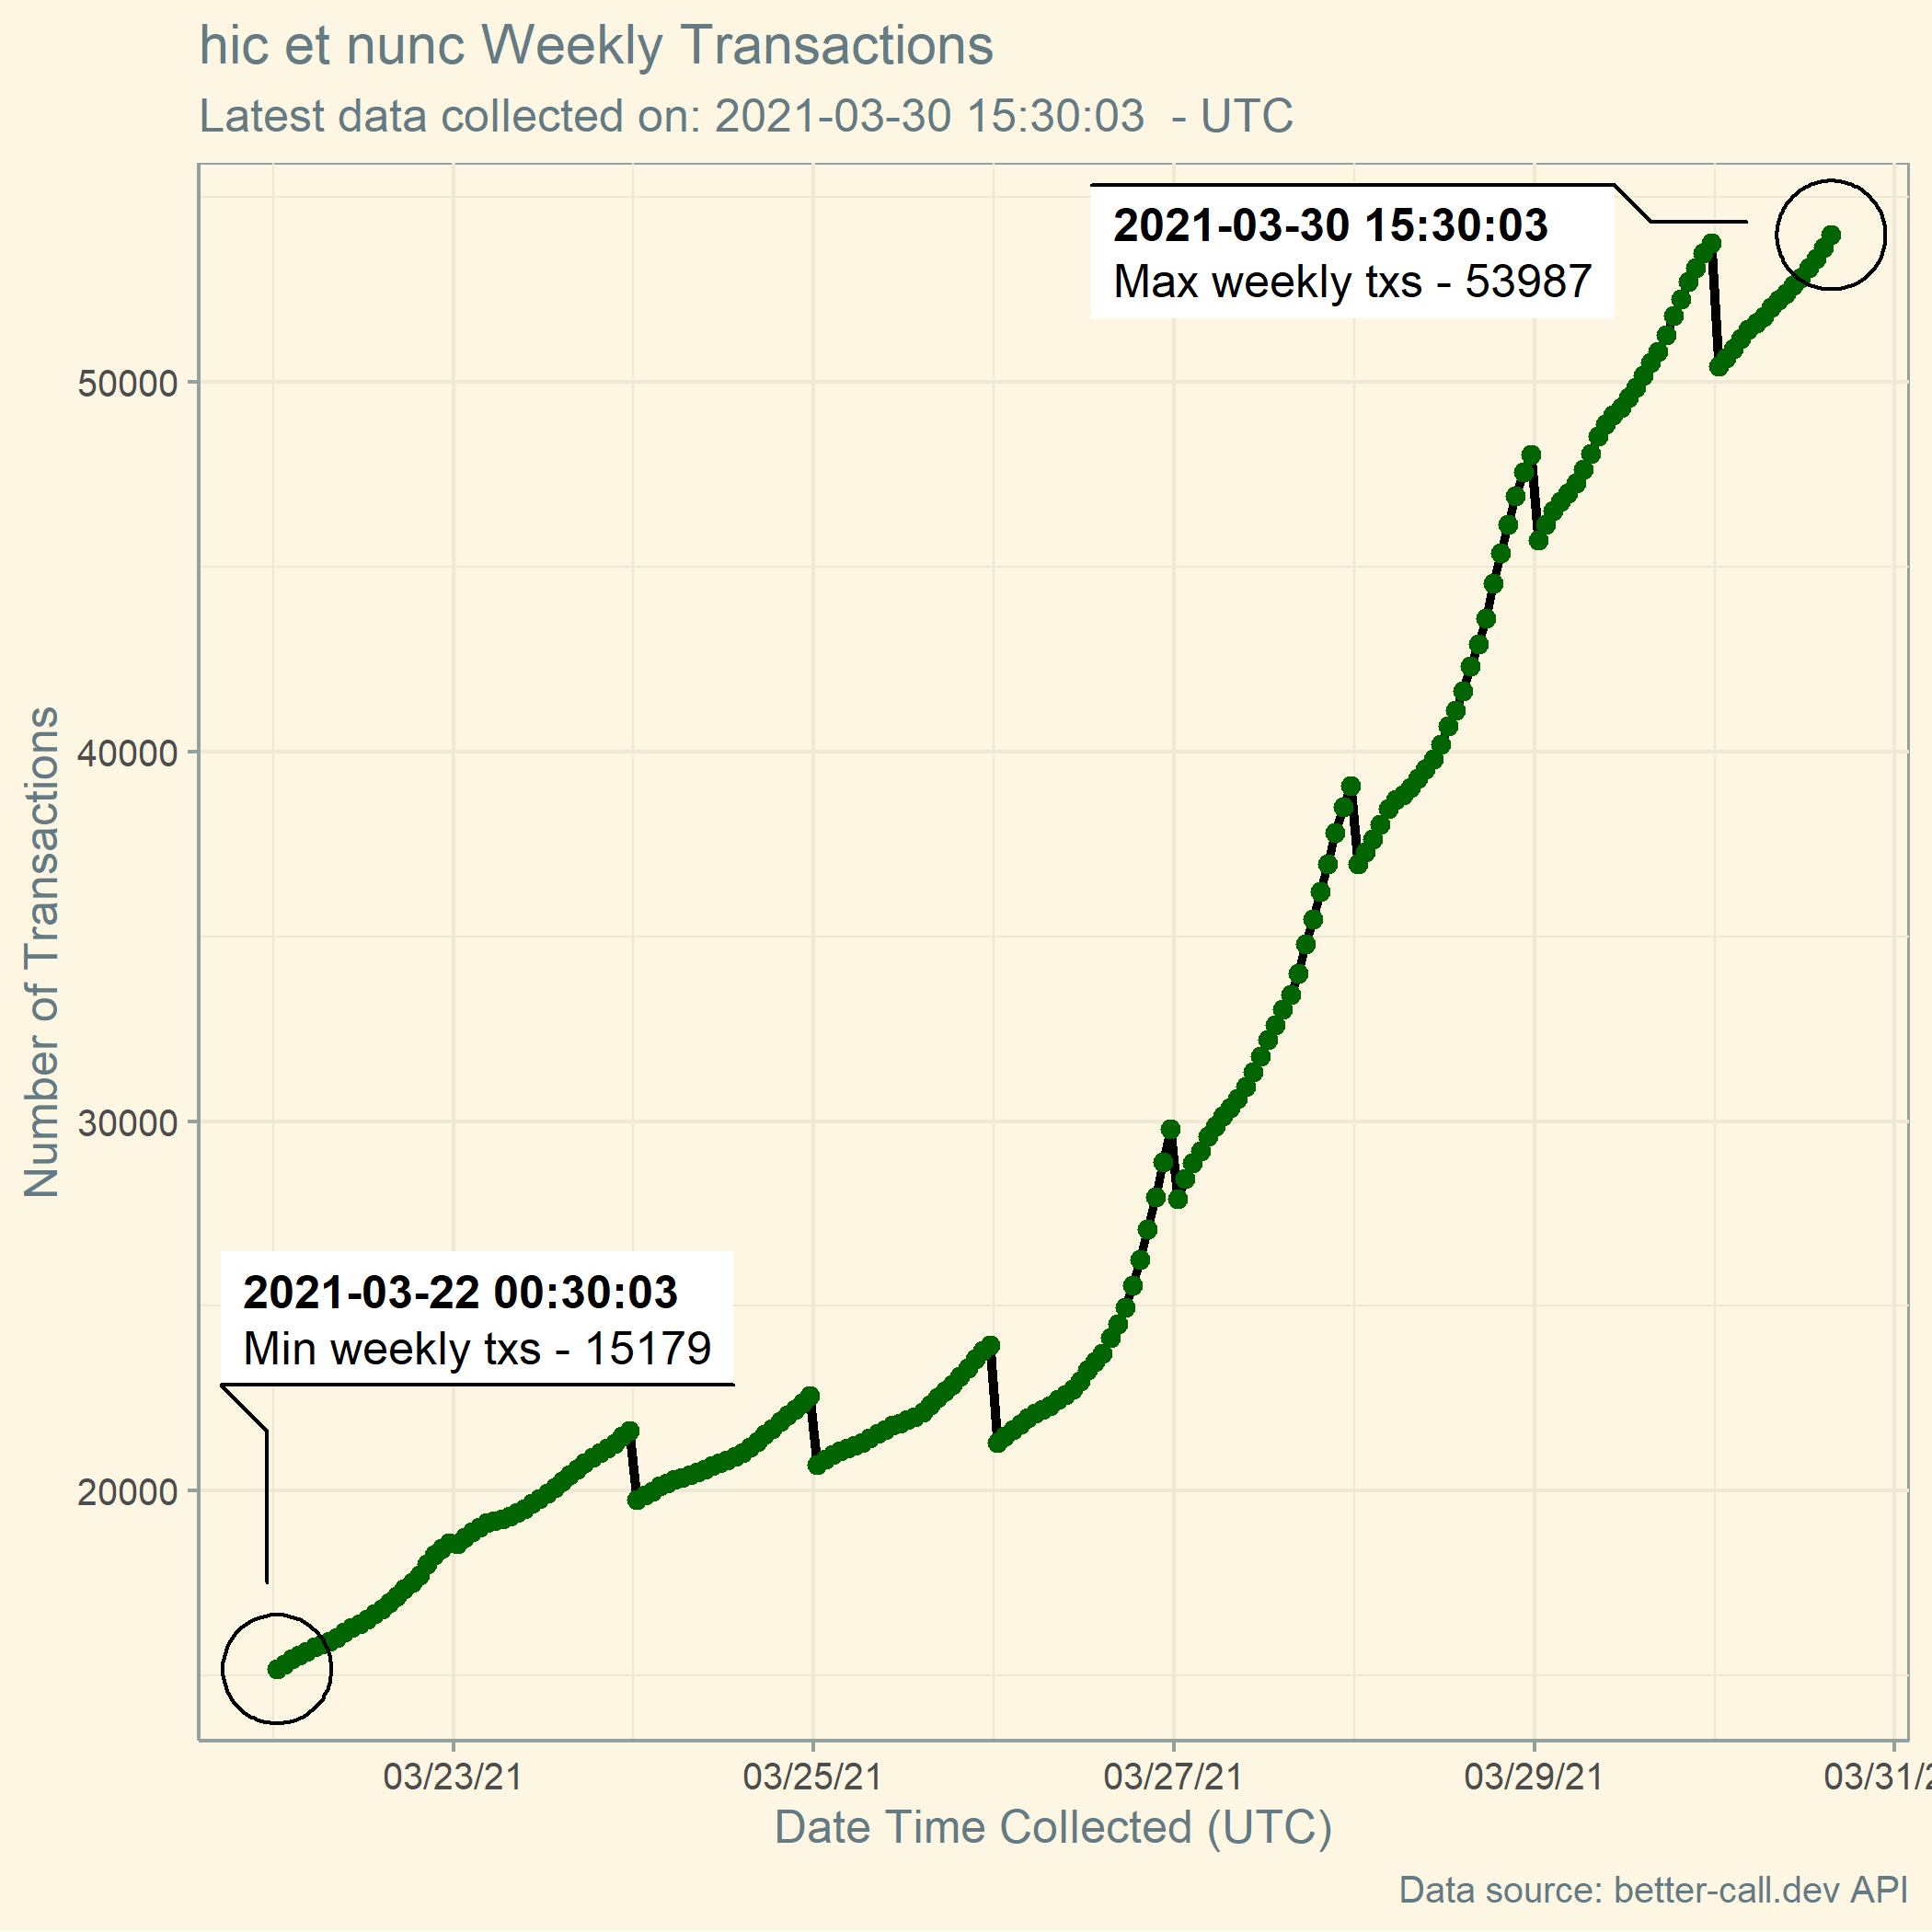 hic et nunc Weekly Transactions
Latest data collected on: 2021-03-30 15:30:03  - UTC
2021-03-30 15:30:03
Max weekly txs - 53987
50000
40000
30000
20000
Number of Transactions
2021-03-22 00:30:03
Min weekly txs - 15179
03/23/21
03/25/21
03/27/21
03/29/21
03/31/2
Date Time Collected (UTC)
Data source: better-call.dev API